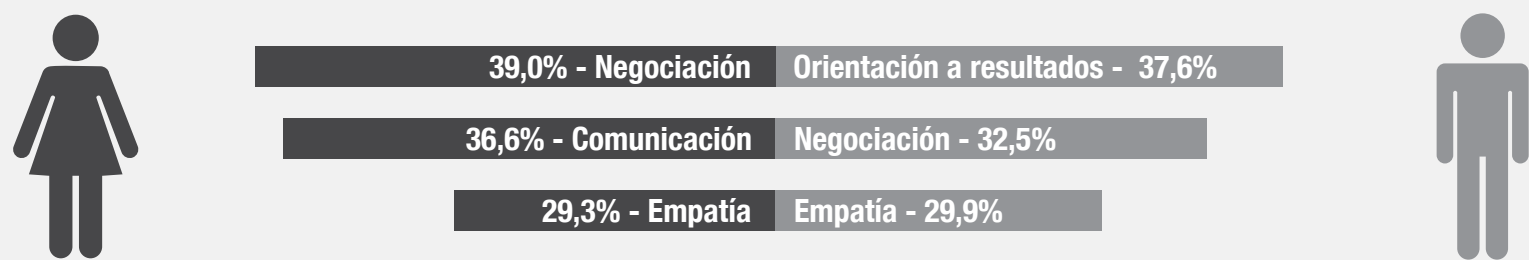 39,0% - Negociación Orientación a resultados - 37,6%
36,6% - Comunicación Negociación - 32,5%
29,3% - Empatía Empatía - 29,9%